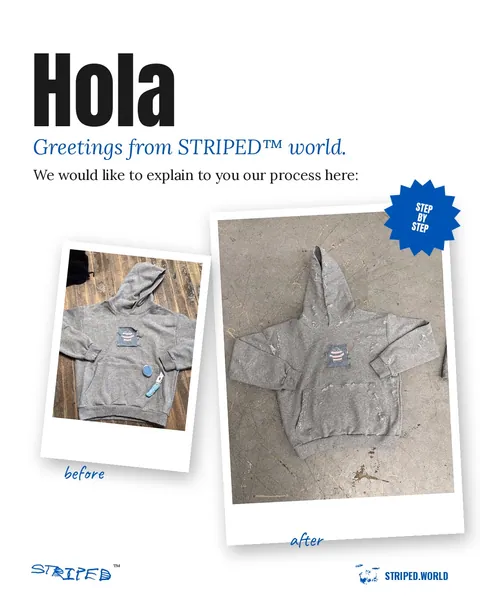 Hola
Greetings from STRIPED™ world.
We would like to explain to you our process here:
STEP
BY
STEP
before
after
STRIPED™
STRIPED.WORLD